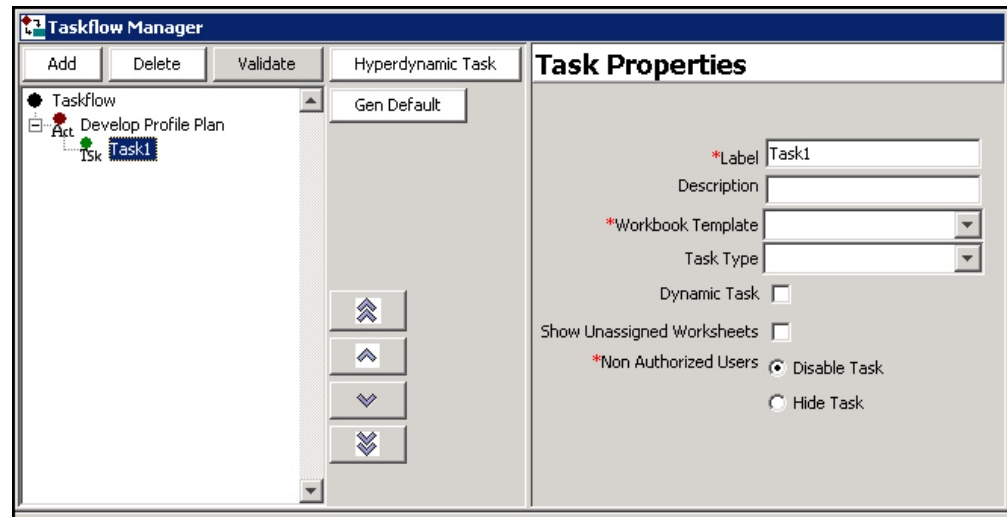 Taskflow Manager
Add Delete Validate Hyperdynamic Task
Gen Default
Taskflow
Act Develop Profile Plan
Tsk Task1
Task Properties
*Label Task1
Description
*Workbook Template
Task Type
Dynamic Task
Show Unassigned Worksheets
*Non Authorized Users Disable Task
Hide Task